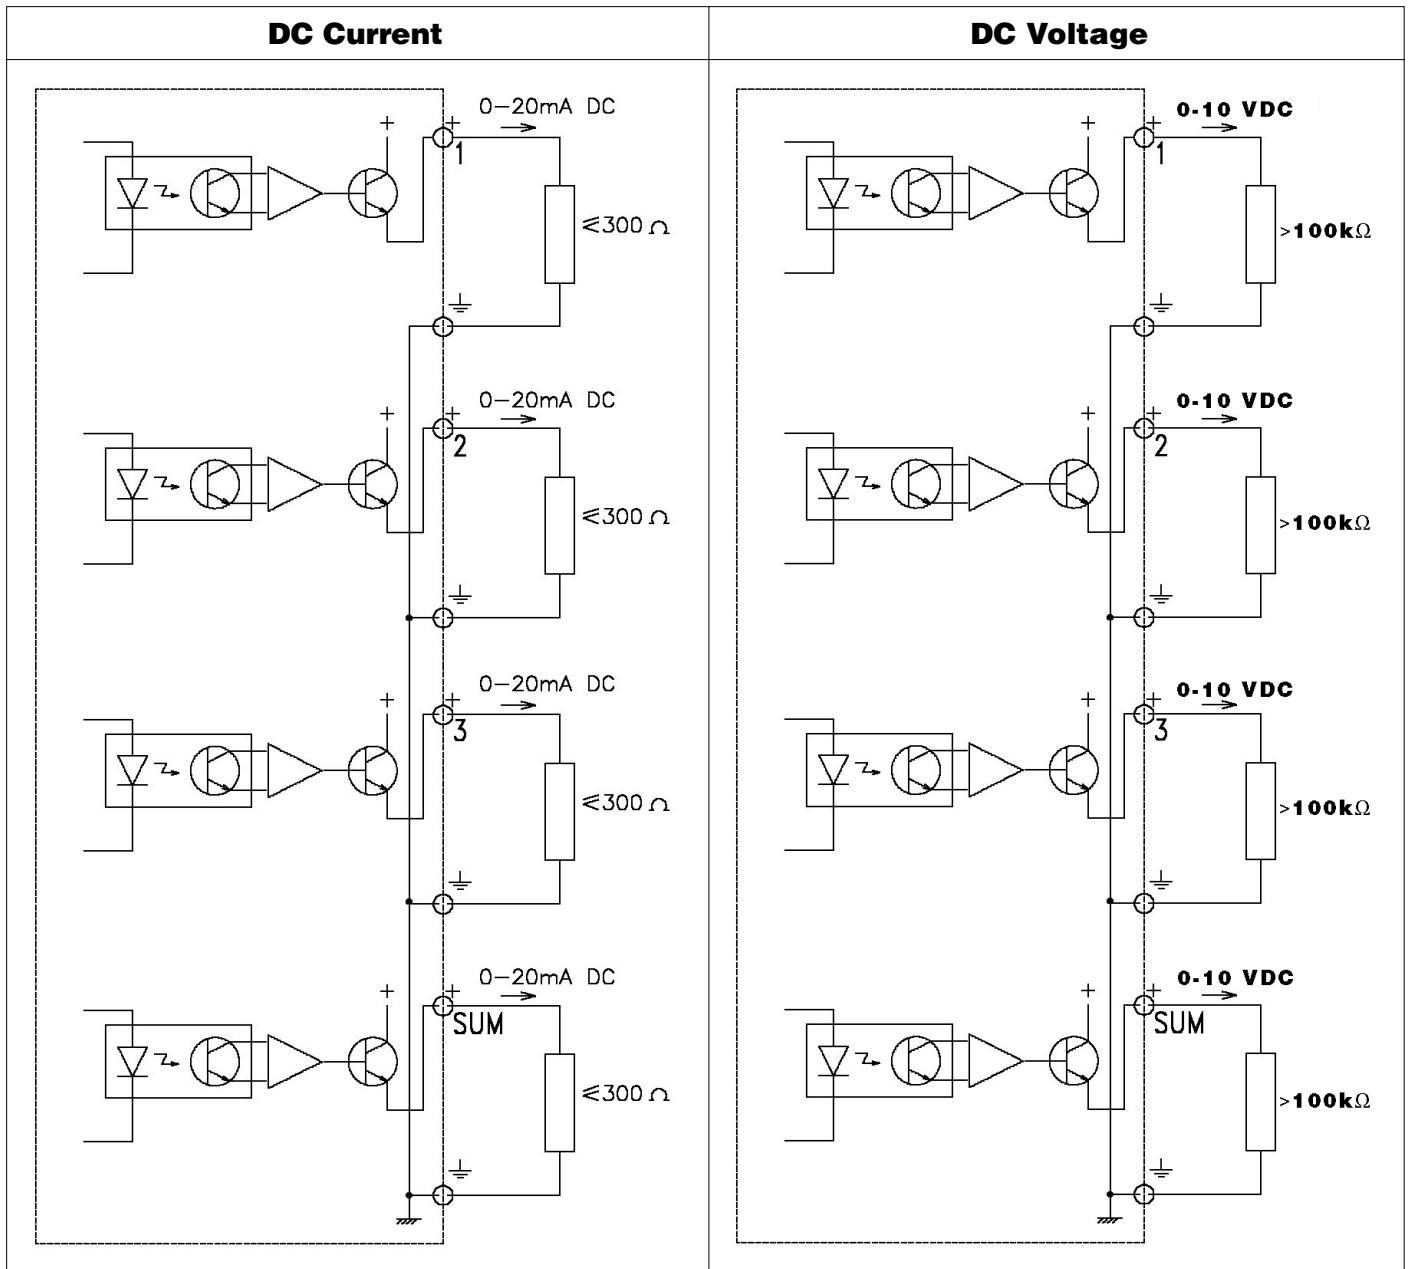 DC Current
DC Voltage
0-20mA DC
+
+
1
≤300 Ω
0-20mA DC
+
+
2
≤300 Ω
0-20mA DC
+
+
3
≤300 Ω
0-20mA DC
+
+
SUM
≤300 Ω
0-10 VDC
+
+
1
>100kΩ
0-10 VDC
+
+
2
>100kΩ
0-10 VDC
+
+
3
>100kΩ
0-10 VDC
+
+
SUM
>100kΩ